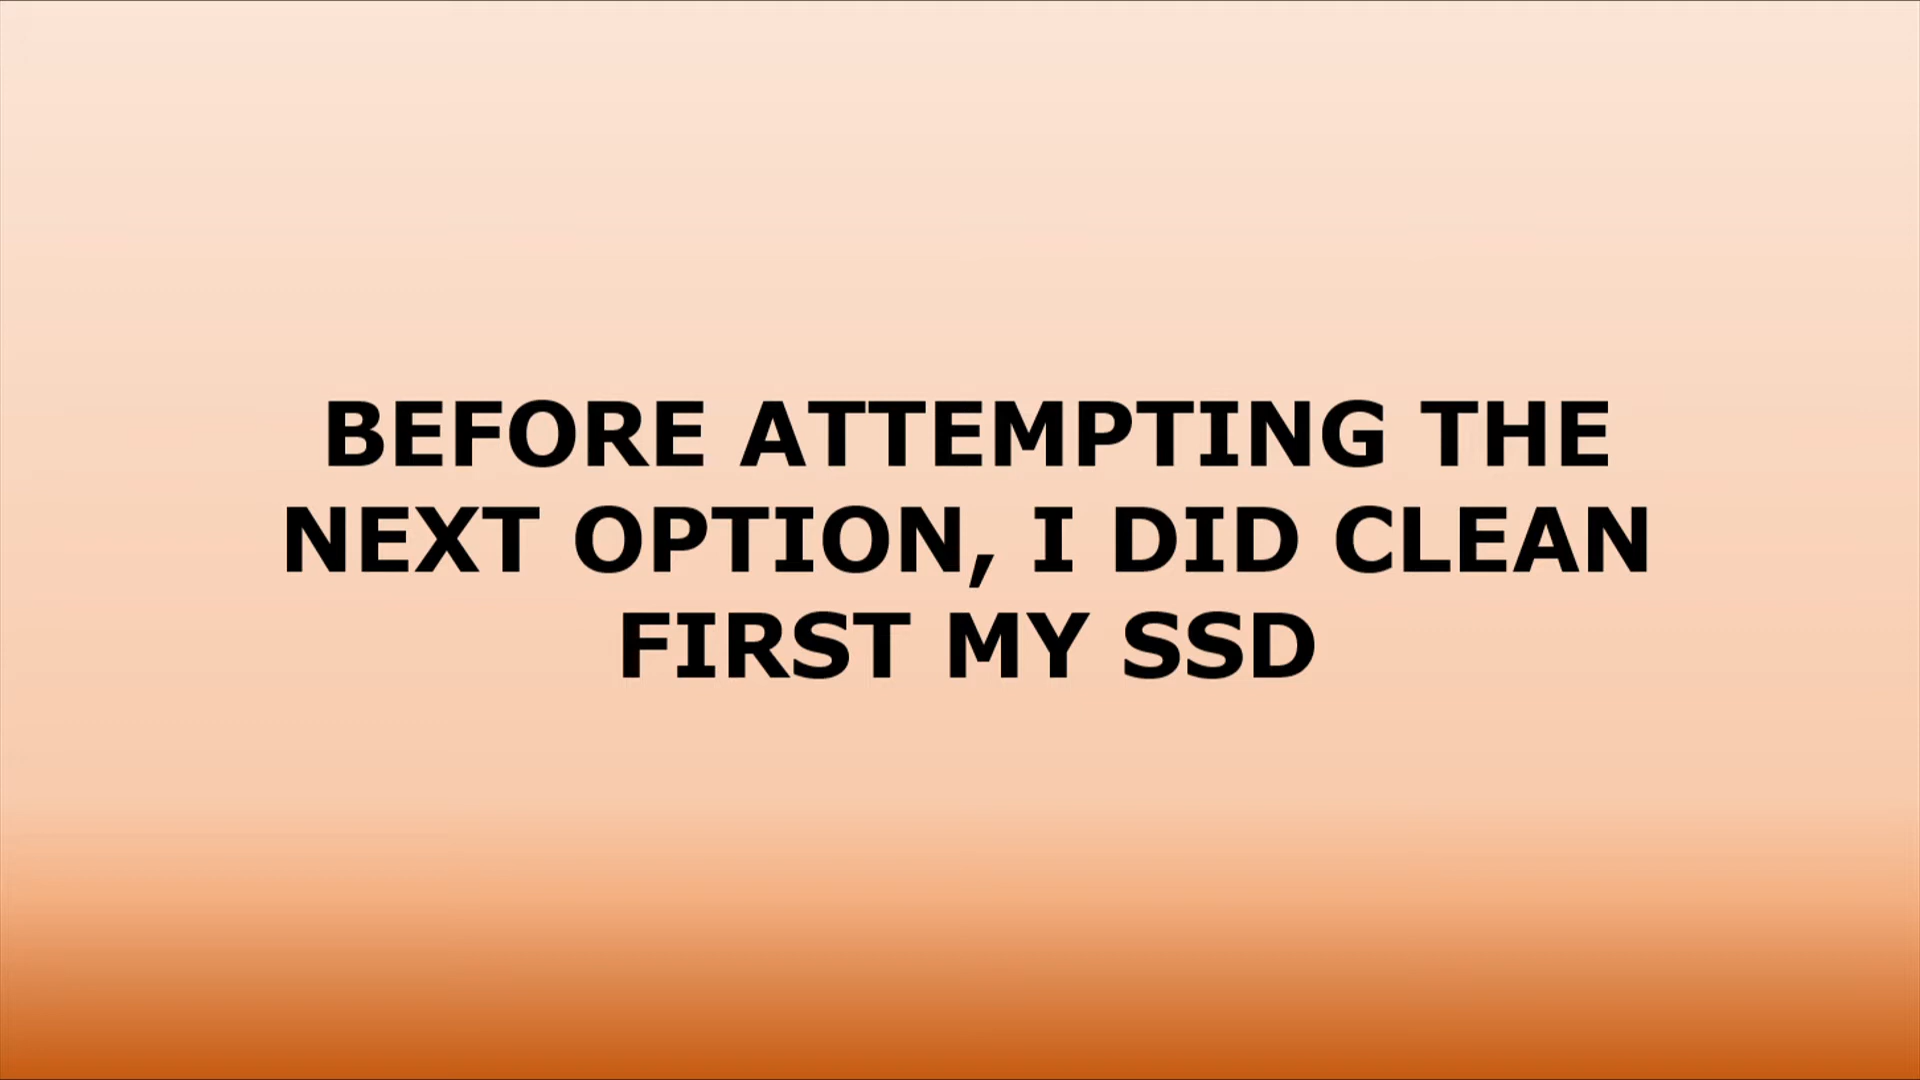 BEFORE ATTEMPTING THE
NEXT OPTION, I DID CLEAN
FIRST MY SSD